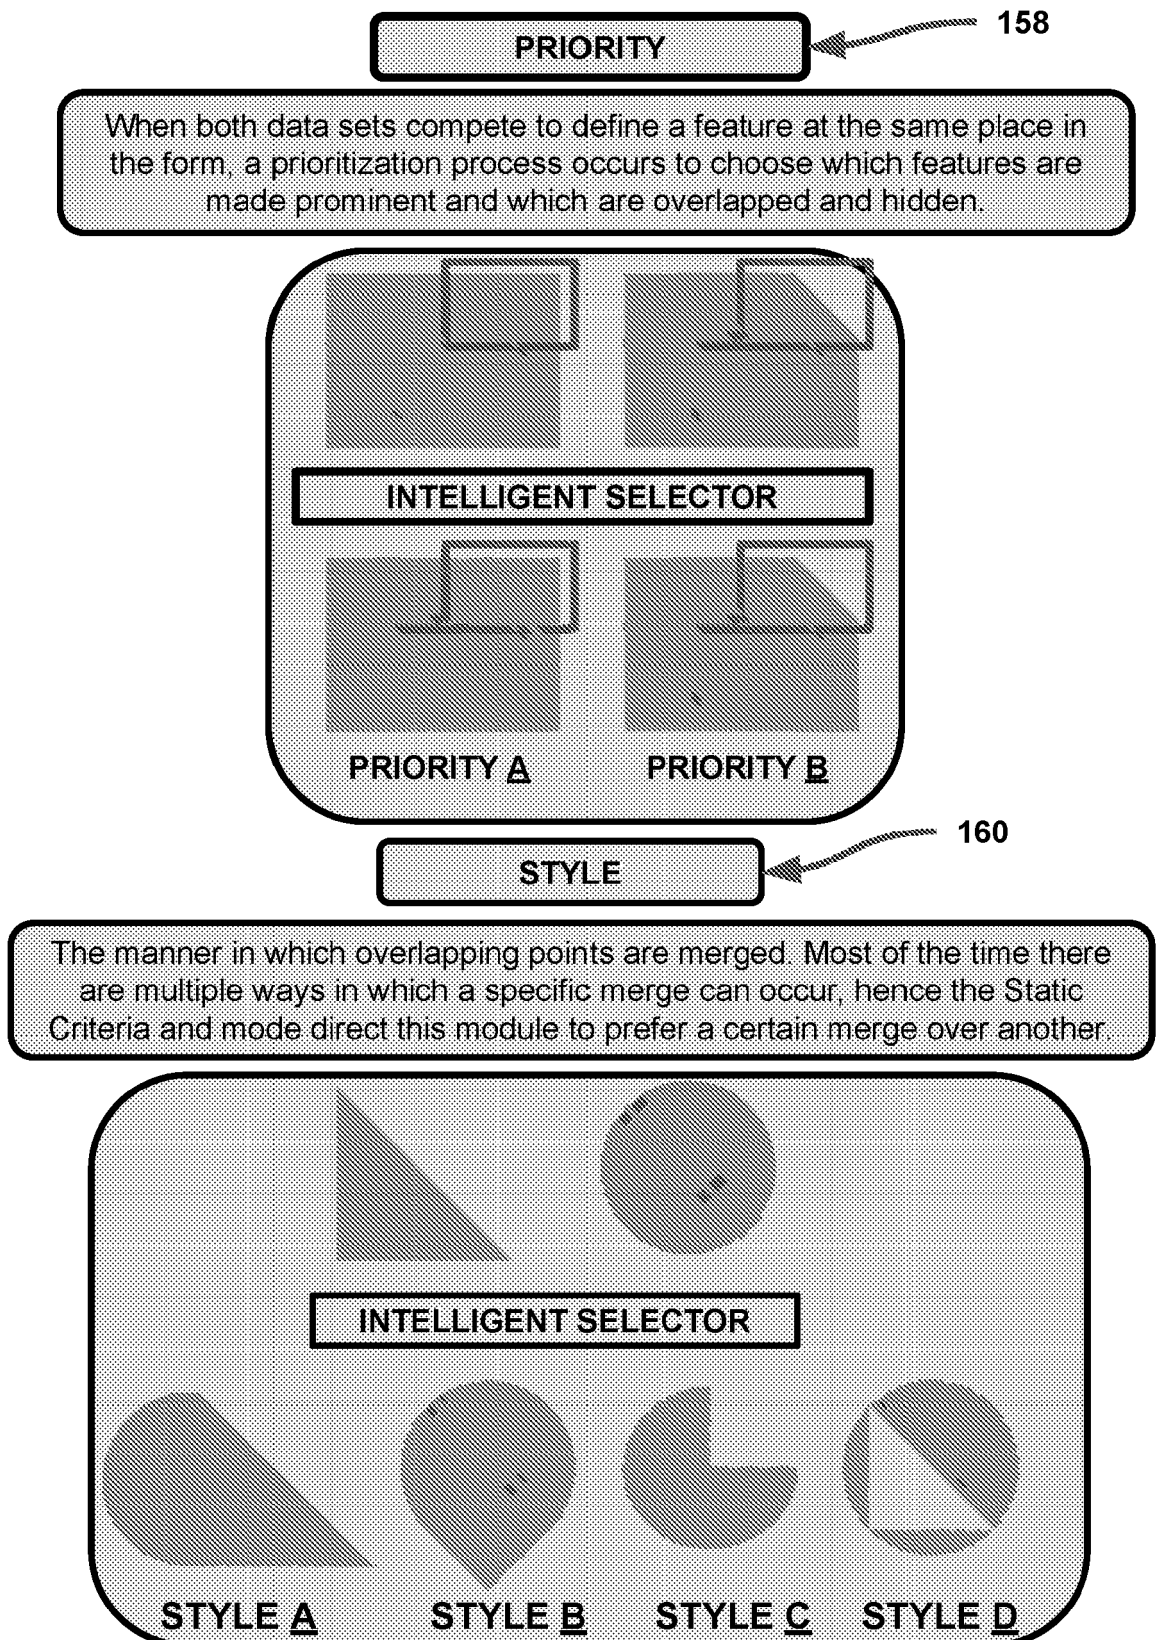 158
PRIORITY
When both data sets compete to define a feature at the same place in
the form, a prioritization process occurs to choose which features are
made prominent and which are overlapped and hidden.
INTELLIGENT SELECTOR
PRIORITY A PRIORITY B
160
STYLE
The manner in which overlapping points are merged. Most of the time there
are multiple ways in which a specific merge can occur, hence the Static
Criteria and mode direct this module to prefer a certain merge over another.
INTELLIGENT SELECTOR
STYLE A STYLE B STYLE C STYLE D